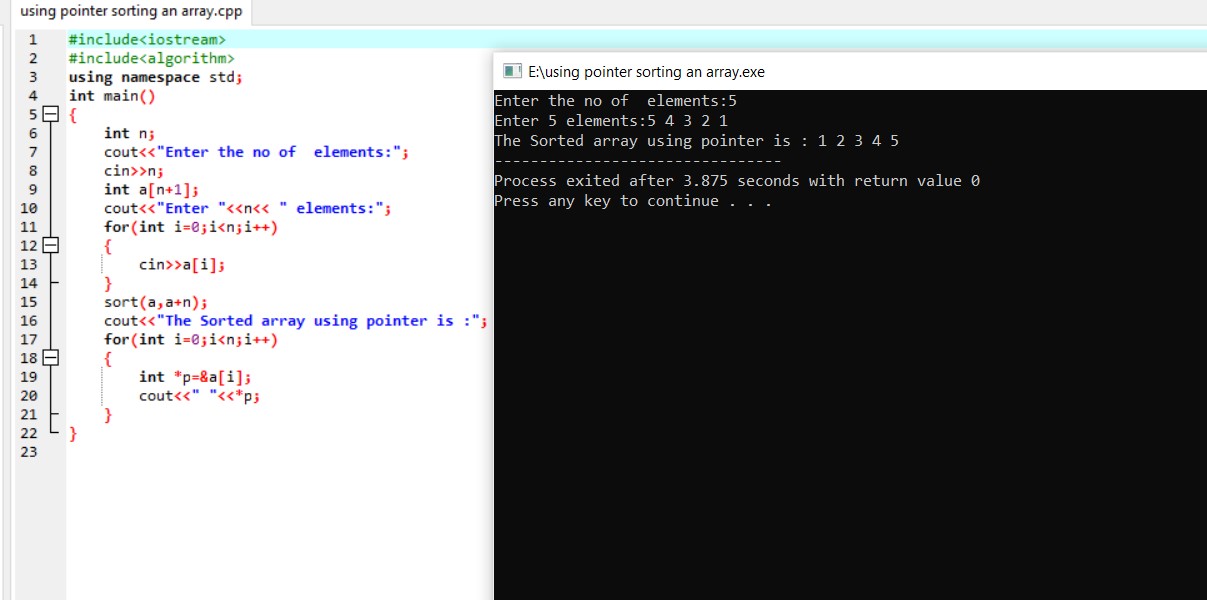 using pointer sorting an array.cpp
1 #include<iostream>
2 #include<algorithm>
3 using namespace std;
4 int main()
5 {
6 int n;
7 cout<<"Enter the no of  elements:";
8 cin>>n;
9 int a[n+1];
10 cout<<"Enter "<<n<< " elements:";
11 for(int i=0;i<n;i++)
12 {
13 cin>>a[i];
14 }
15 sort(a,a+n);
16 cout<<"The Sorted array using pointer is :";
17 for(int i=0;i<n;i++)
18 {
19 int *p=&a[i];
20 cout<<" "<<*p;
21 }
22 }
23
E:\using pointer sorting an array.exe
Enter the no of  elements:5
Enter 5 elements:5 4 3 2 1
The Sorted array using pointer is : 1 2 3 4 5
--------------------------------
Process exited after 3.875 seconds with return value 0
Press any key to continue . . .